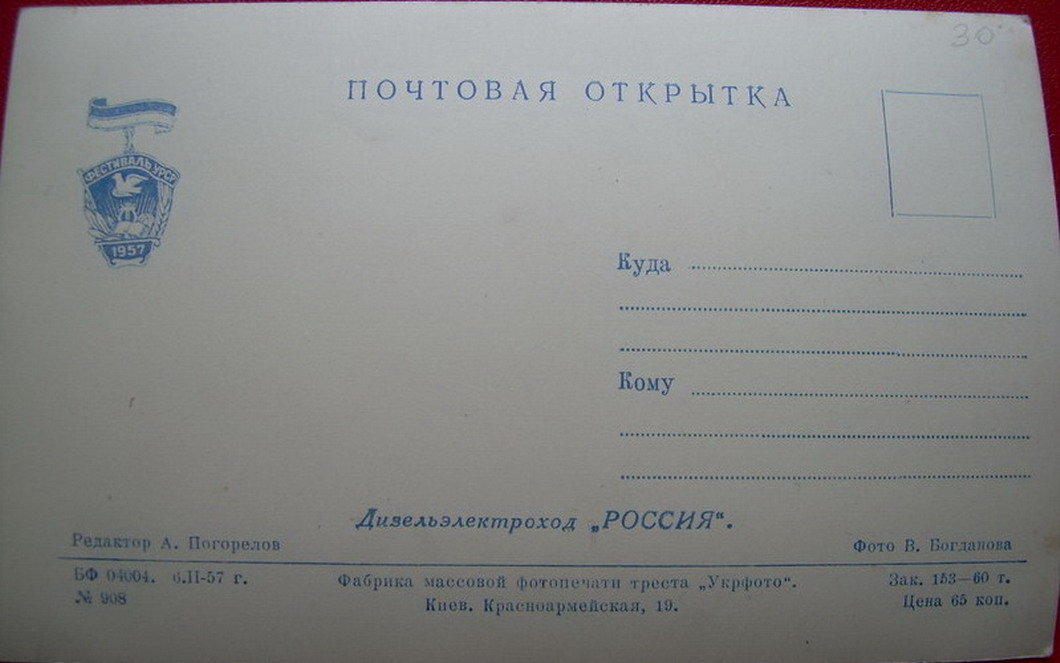 30
ПОЧТОВАЯ ОТКРЫТКА
ФЕСТИВАЛЬ УРСР
1957
Куда
Кому
Дизельэлектроход „РОССИЯ“.
Редактор А. Погорелов
Фото В. Богданова
БФ 04004. 6.II-57 г.
Фабрика массовой фотопечати треста „Укрфото“.
Зак. 153—60 т.
№ 908
Киев. Красноармейская, 19.
Цена 65 коп.